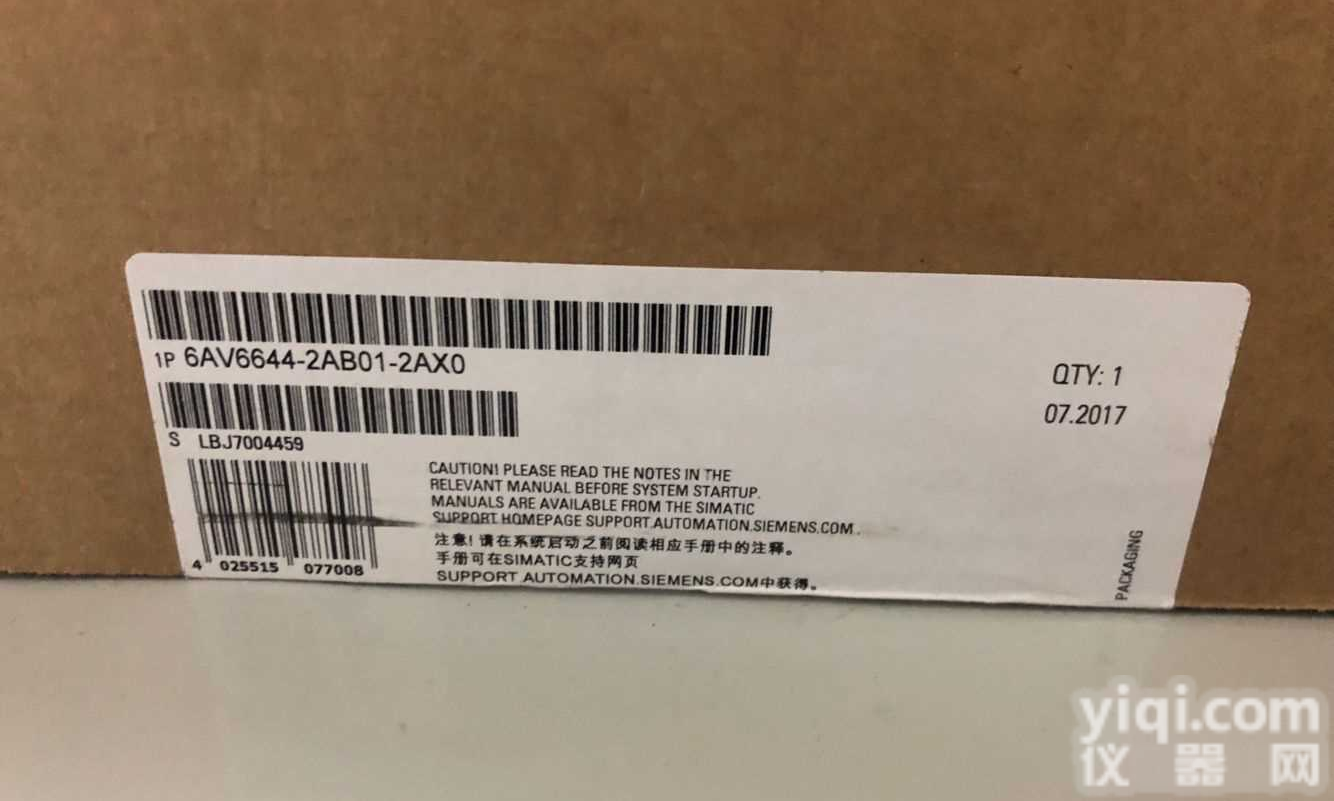 1P 6AV6644-2AB01-2AX0
S LBJ7004459
QTY: 1
07.2017
CAUTION! PLEASE READ THE NOTES IN THE
RELEVANT MANUAL BEFORE SYSTEM STARTUP.
MANUALS ARE AVAILABLE FROM THE SIMATIC
SUPPORT HOMEPAGE SUPPORT.AUTOMATION.SIEMENS.COM.
注意!请在系统启动之前阅读相应手册中的注释。
手册可在SIMATIC支持网页
SUPPORT.AUTOMATION.SIEMENS.COM中获得。
4 025515 077008
PACKAGING
yiqi.com
仪器网